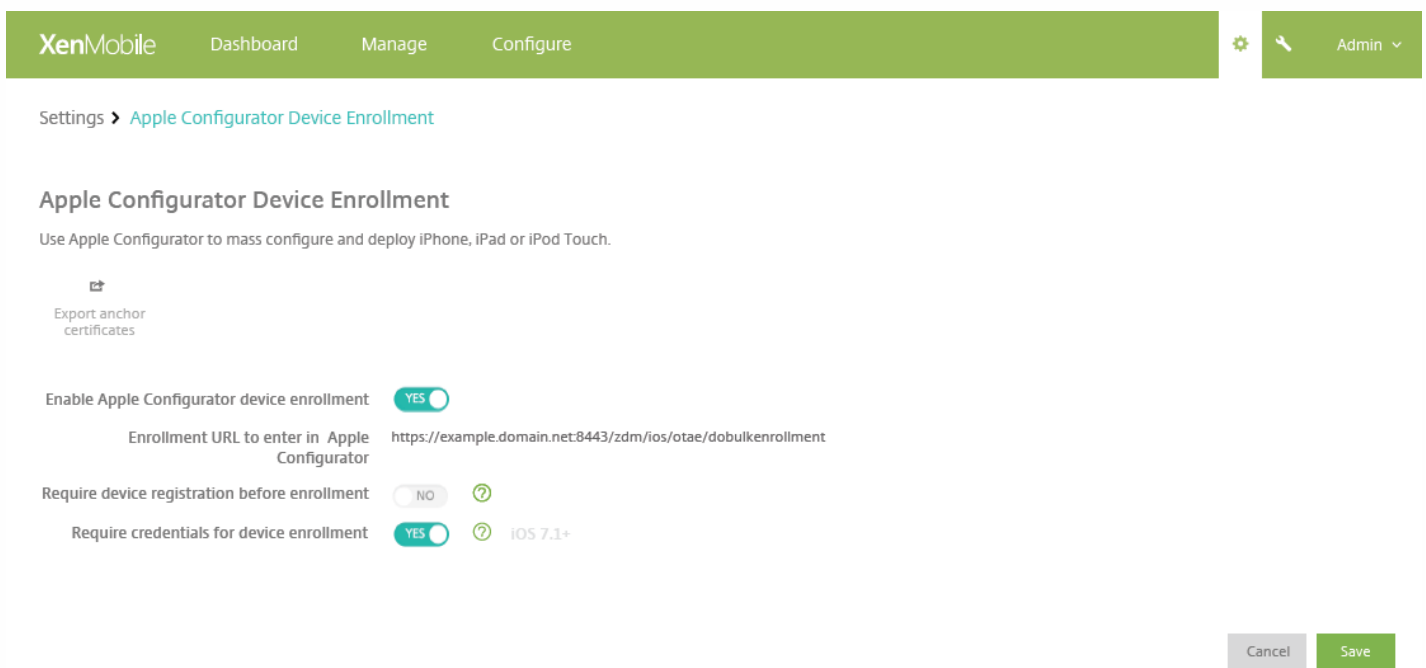 XenMobile Dashboard Manage Configure Admin
Settings > Apple Configurator Device Enrollment
Apple Configurator Device Enrollment
Use Apple Configurator to mass configure and deploy iPhone, iPad or iPod Touch.
Export anchor
certificates
Enable Apple Configurator device enrollment YES
Enrollment URL to enter in Apple https://example.domain.net:8443/zdm/ios/otae/dobulkenrollment
Configurator
Require device registration before enrollment NO ?
Require credentials for device enrollment YES ? iOS 7.1+
Cancel Save